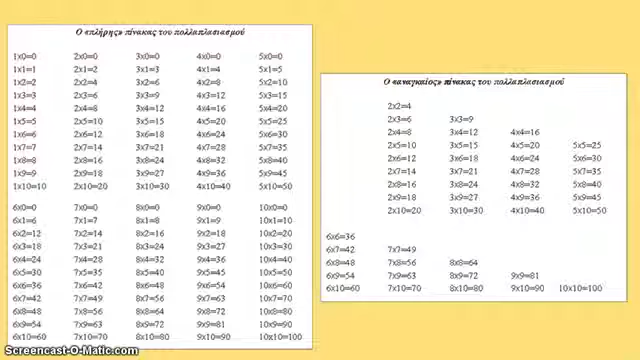 Ο «πλήρης» πίνακας του πολλαπλασιασμού
1x0=0 2x0=0 3x0=0 4x0=0 5x0=0
1x1=1 2x1=2 3x1=3 4x1=4 5x1=5
1x2=2 2x2=4 3x2=6 4x2=8 5x2=10
1x3=3 2x3=6 3x3=9 4x3=12 5x3=15
1x4=4 2x4=8 3x4=12 4x4=16 5x4=20
1x5=5 2x5=10 3x5=15 4x5=20 5x5=25
1x6=6 2x6=12 3x6=18 4x6=24 5x6=30
1x7=7 2x7=14 3x7=21 4x7=28 5x7=35
1x8=8 2x8=16 3x8=24 4x8=32 5x8=40
1x9=9 2x9=18 3x9=27 4x9=36 5x9=45
1x10=10 2x10=20 3x10=30 4x10=40 5x10=50
6x0=0 7x0=0 8x0=0 9x0=0 10x0=0
6x1=6 7x1=7 8x1=8 9x1=9 10x1=10
6x2=12 7x2=14 8x2=16 9x2=18 10x2=20
6x3=18 7x3=21 8x3=24 9x3=27 10x3=30
6x4=24 7x4=28 8x4=32 9x4=36 10x4=40
6x5=30 7x5=35 8x5=40 9x5=45 10x5=50
6x6=36 7x6=42 8x6=48 9x6=54 10x6=60
6x7=42 7x7=49 8x7=56 9x7=63 10x7=70
6x8=48 7x8=56 8x8=64 9x8=72 10x8=80
6x9=54 7x9=63 8x9=72 9x9=81 10x9=90
6x10=60 7x10=70 8x10=80 9x10=90 10x10=100
Ο «αναγκαίος» πίνακας του πολλαπλασιασμού
2x2=4
2x3=6 3x3=9
2x4=8 3x4=12 4x4=16
2x5=10 3x5=15 4x5=20 5x5=25
2x6=12 3x6=18 4x6=24 5x6=30
2x7=14 3x7=21 4x7=28 5x7=35
2x8=16 3x8=24 4x8=32 5x8=40
2x9=18 3x9=27 4x9=36 5x9=45
2x10=20 3x10=30 4x10=40 5x10=50
6x6=36
6x7=42 7x7=49
6x8=48 7x8=56 8x8=64
6x9=54 7x9=63 8x9=72 9x9=81
6x10=60 7x10=70 8x10=80 9x10=90 10x10=100
Screencast-O-Matic.com